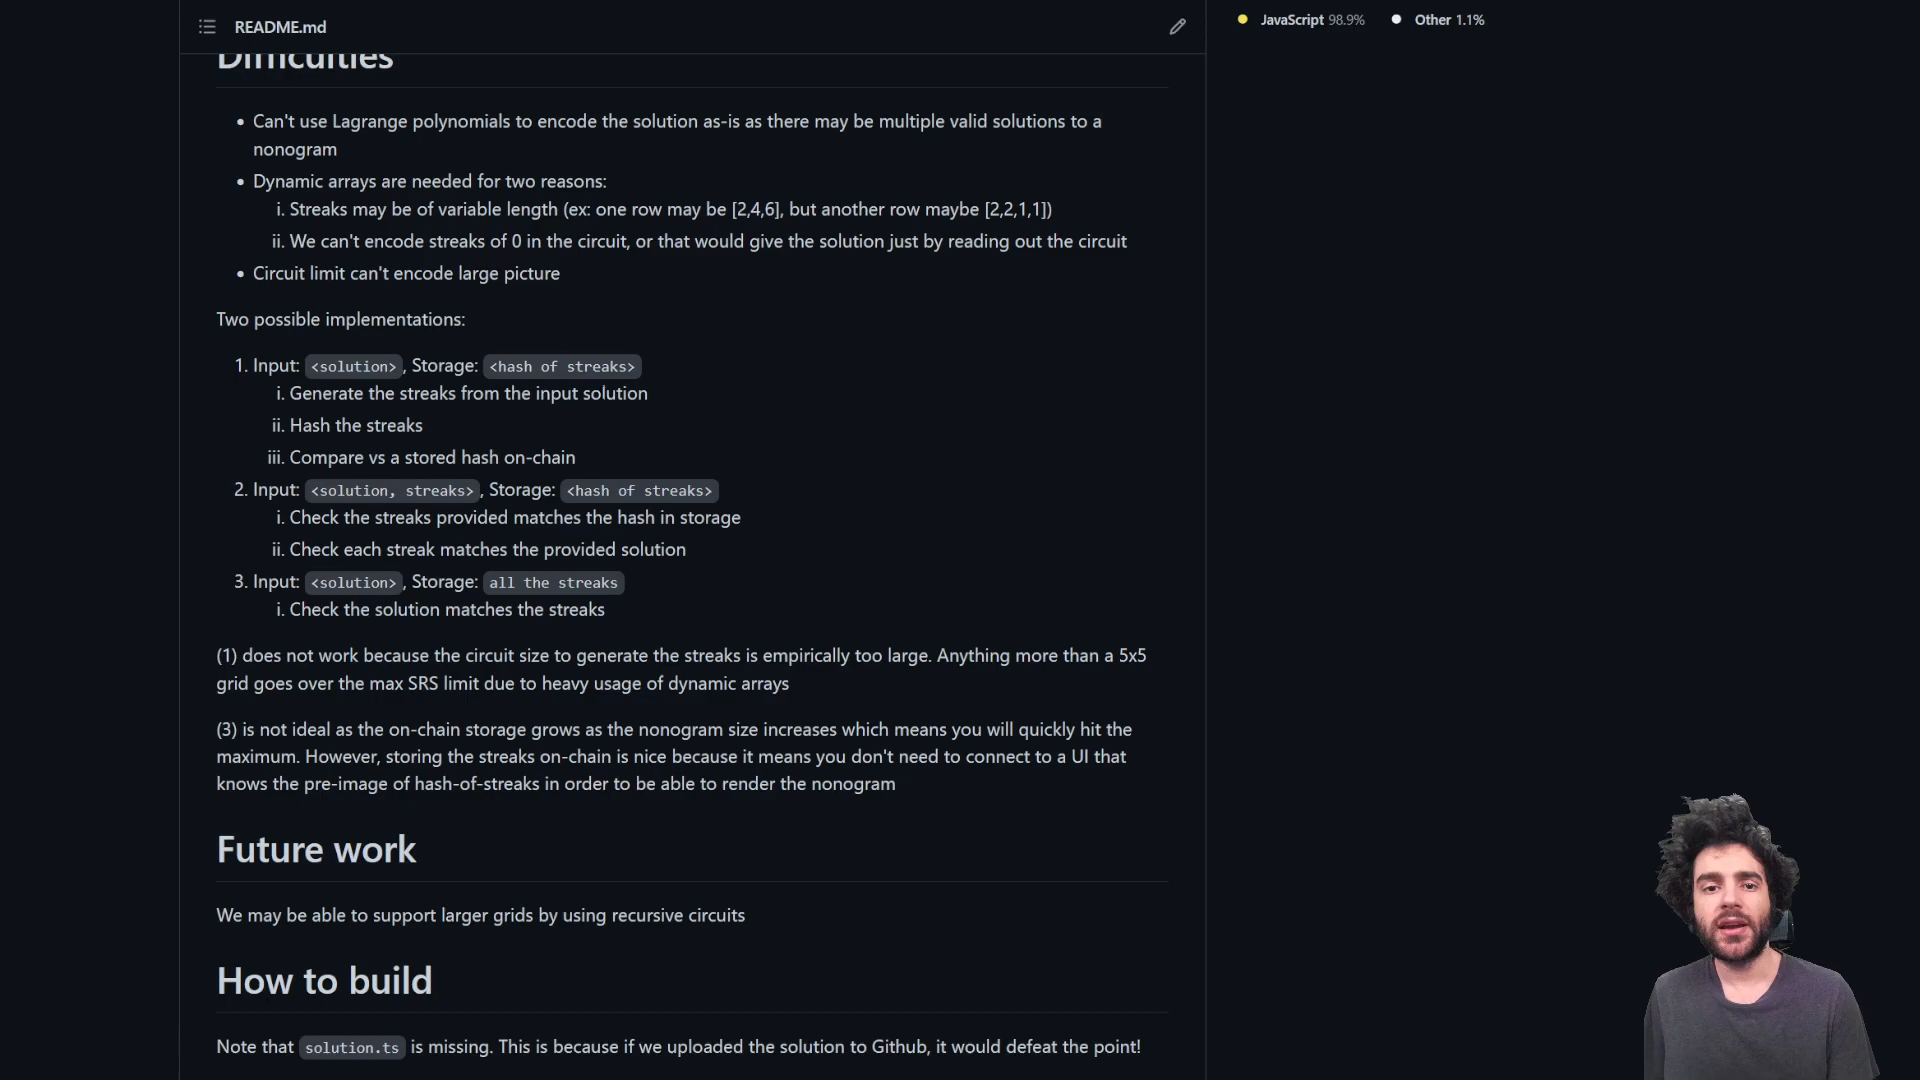 README.md
JavaScript 98.9% Other 1.1%
Difficulties
• Can't use Lagrange polynomials to encode the solution as-is as there may be multiple valid solutions to a
nonogram
• Dynamic arrays are needed for two reasons:
i. Streaks may be of variable length (ex: one row may be [2,4,6], but another row maybe [2,2,1,1])
ii. We can't encode streaks of 0 in the circuit, or that would give the solution just by reading out the circuit
• Circuit limit can't encode large picture
Two possible implementations:
1. Input: <solution>, Storage: <hash of streaks>
i. Generate the streaks from the input solution
ii. Hash the streaks
iii. Compare vs a stored hash on-chain
2. Input: <solution, streaks>, Storage: <hash of streaks>
i. Check the streaks provided matches the hash in storage
ii. Check each streak matches the provided solution
3. Input: <solution>, Storage: all the streaks
i. Check the solution matches the streaks
(1) does not work because the circuit size to generate the streaks is empirically too large. Anything more than a 5x5
grid goes over the max SRS limit due to heavy usage of dynamic arrays
(3) is not ideal as the on-chain storage grows as the nonogram size increases which means you will quickly hit the
maximum. However, storing the streaks on-chain is nice because it means you don't need to connect to a UI that
knows the pre-image of hash-of-streaks in order to be able to render the nonogram
Future work
We may be able to support larger grids by using recursive circuits
How to build
Note that solution.ts is missing. This is because if we uploaded the solution to Github, it would defeat the point!